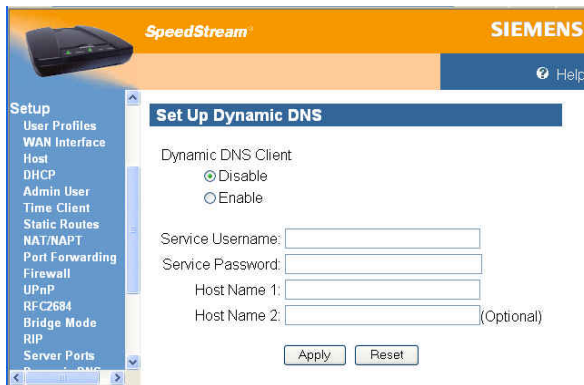 SpeedStream
SIEMENS
Help
Setup
User Profiles
WAN Interface
Host
DHCP
Admin User
Time Client
Static Routes
NAT/NAPT
Port Forwarding
Firewall
UPnP
RFC2684
Bridge Mode
RIP
Server Ports
Dynamic DNS
Set Up Dynamic DNS
Dynamic DNS Client
Disable
Enable
Service Username:
Service Password:
Host Name 1:
Host Name 2: (Optional)
Apply Reset